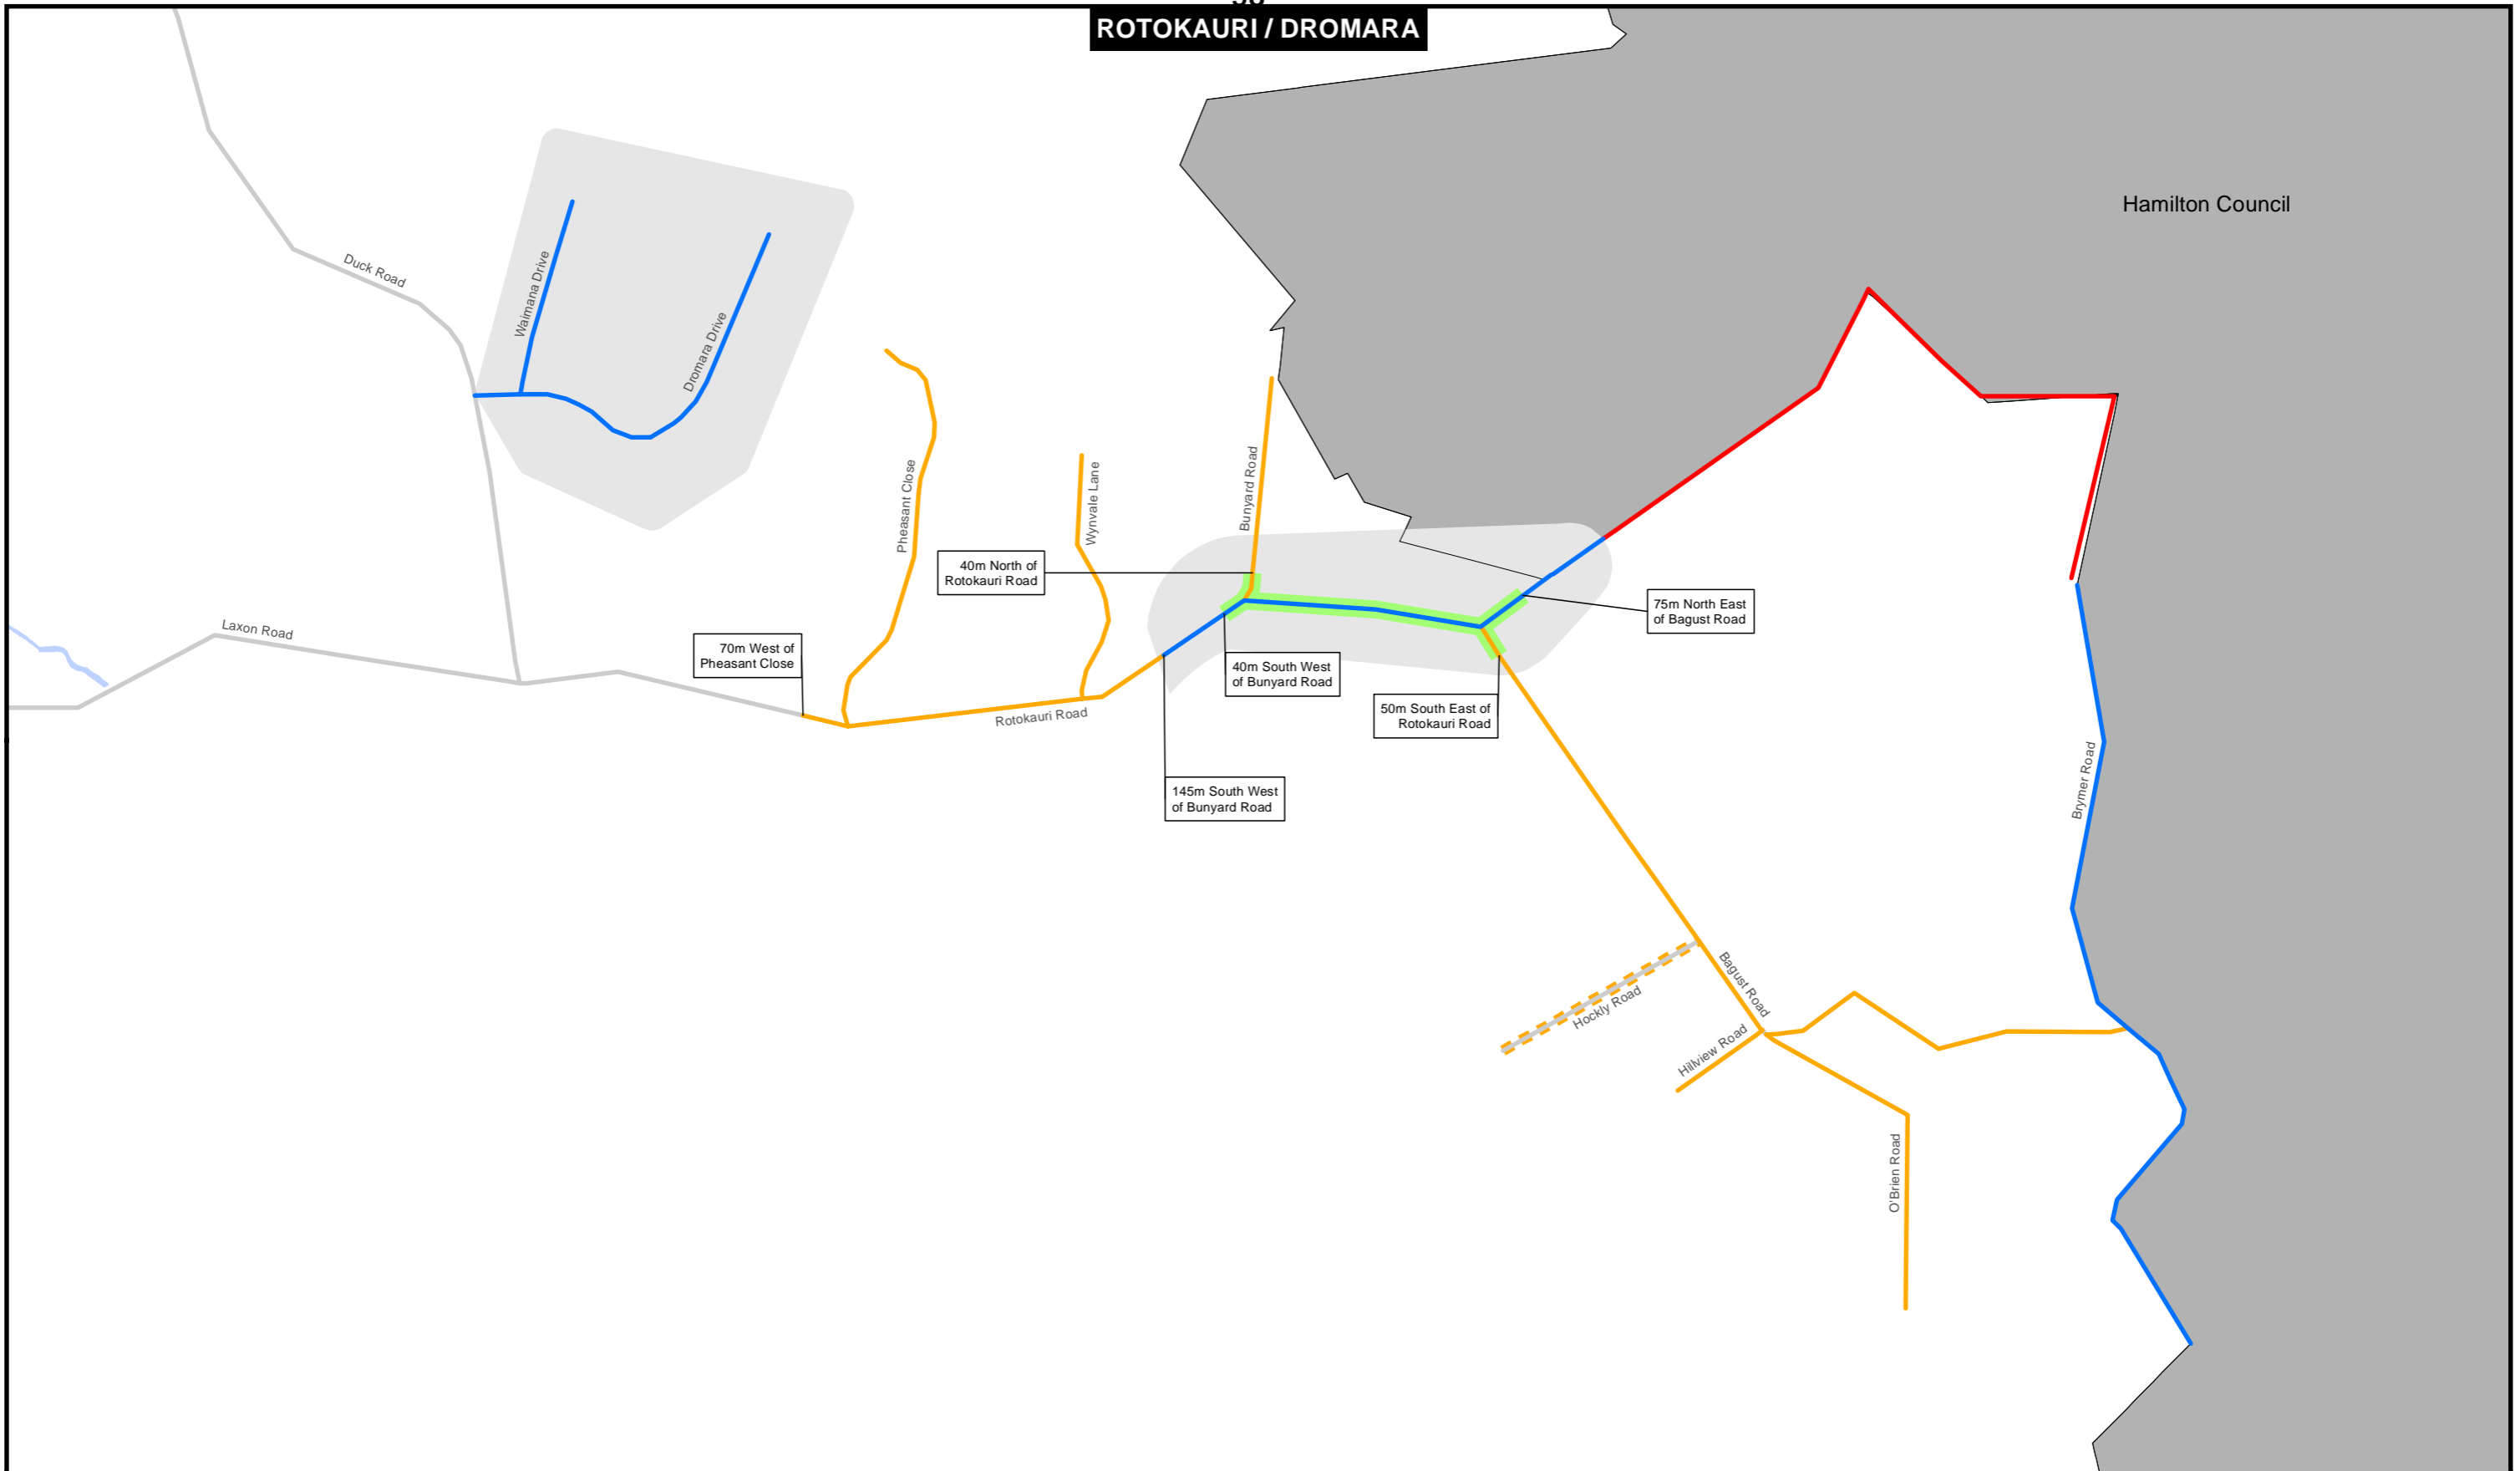 ROTOKAURI / DROMARA
Hamilton Council
Duck Road
Waimana Drive
Dromara Drive
Pheasant Close
Wynvale Lane
Bunyard Road
40m North of
Rotokauri Road
75m North East
of Bagust Road
Laxon Road
70m West of
Pheasant Close
40m South West
of Bunyard Road
50m South East of
Rotokauri Road
Rotokauri Road
145m South West
of Bunyard Road
Brymer Road
Bagust Road
Hockly Road
Hillview Road
O'Brien Road